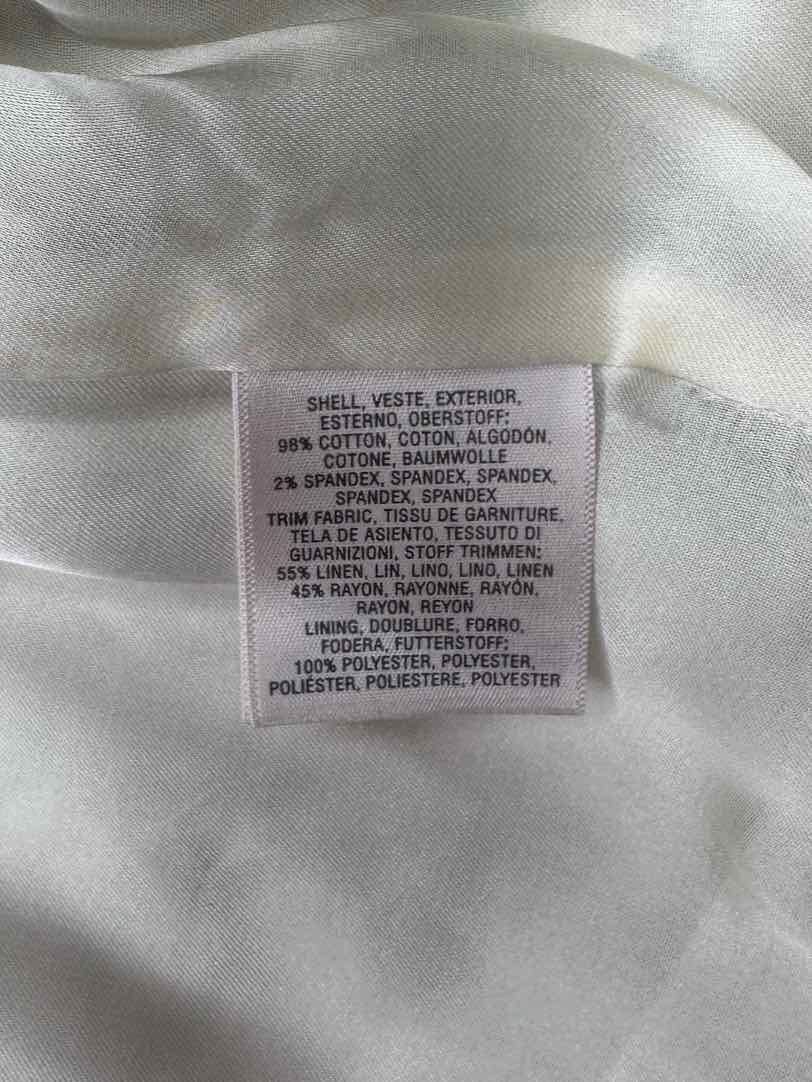 SHELL, VESTE, EXTERIOR,
ESTERNO, OBERSTOFF:
98% COTTON, COTON, ALGODÓN,
COTONE, BAUMWOLLE
2% SPANDEX, SPANDEX, SPANDEX,
SPANDEX, SPANDEX
TRIM FABRIC, TISSU DE GARNITURE,
TELA DE ASIENTO, TESSUTO DI
GUARNIZIONI, STOFF TRIMMEN:
55% LINEN, LIN, LINO, LINO, LINEN
45% RAYON, RAYONNE, RAYÓN,
RAYON, REYON
LINING, DOUBLURE, FORRO,
FODERA, FUTTERSTOFF:
100% POLYESTER, POLYESTER,
POLIÉSTER, POLIESTERE, POLYESTER